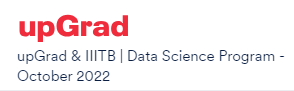 upGrad
upGrad & IIITB | Data Science Program -
October 2022